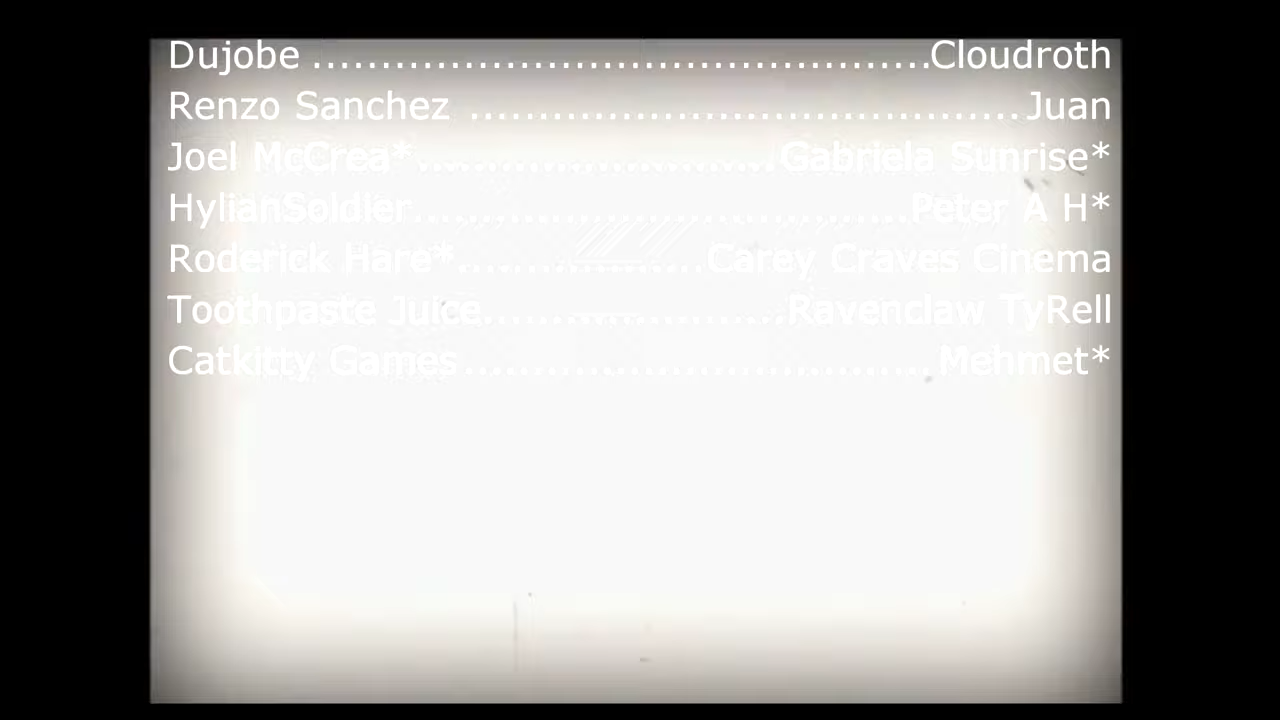 Dujobe ............................................Cloudroth
Renzo Sanchez ........................................Juan
Joel McCrea*..........................Gabriela Sunrise*
HylianSoldier....................................Peter A H*
Roderick Hare*..................Carey Craves Cinema
Toothpaste Juice......................Ravenclaw TyRell
Catkitty Games..................................Mehmet*